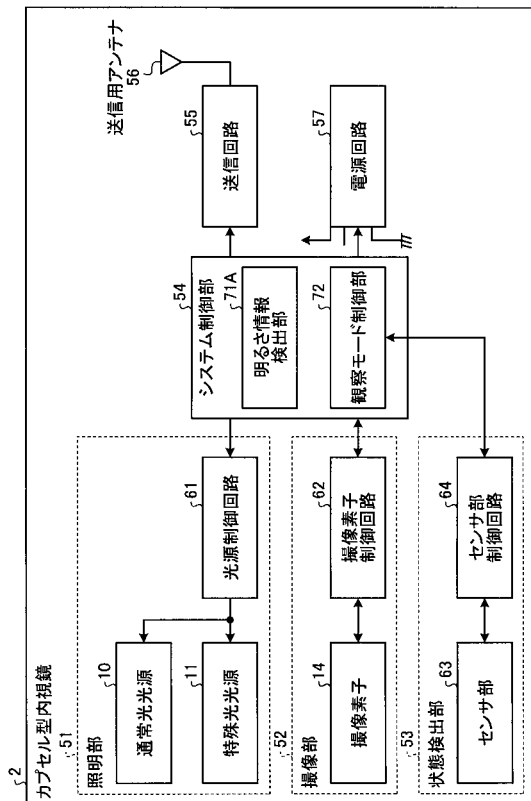 2
カプセル型内視鏡
51
照明部
10
通常光光源
11
特殊光光源
61
光源制御回路
52
撮像部
14
撮像素子
62
撮像素子
制御回路
53
状態検出部
63
センサ部
64
センサ部
制御回路
54
システム制御部
71A
明るさ情報
検出部
72
観察モード制御部
55
送信回路
送信用アンテナ
56
57
電源回路